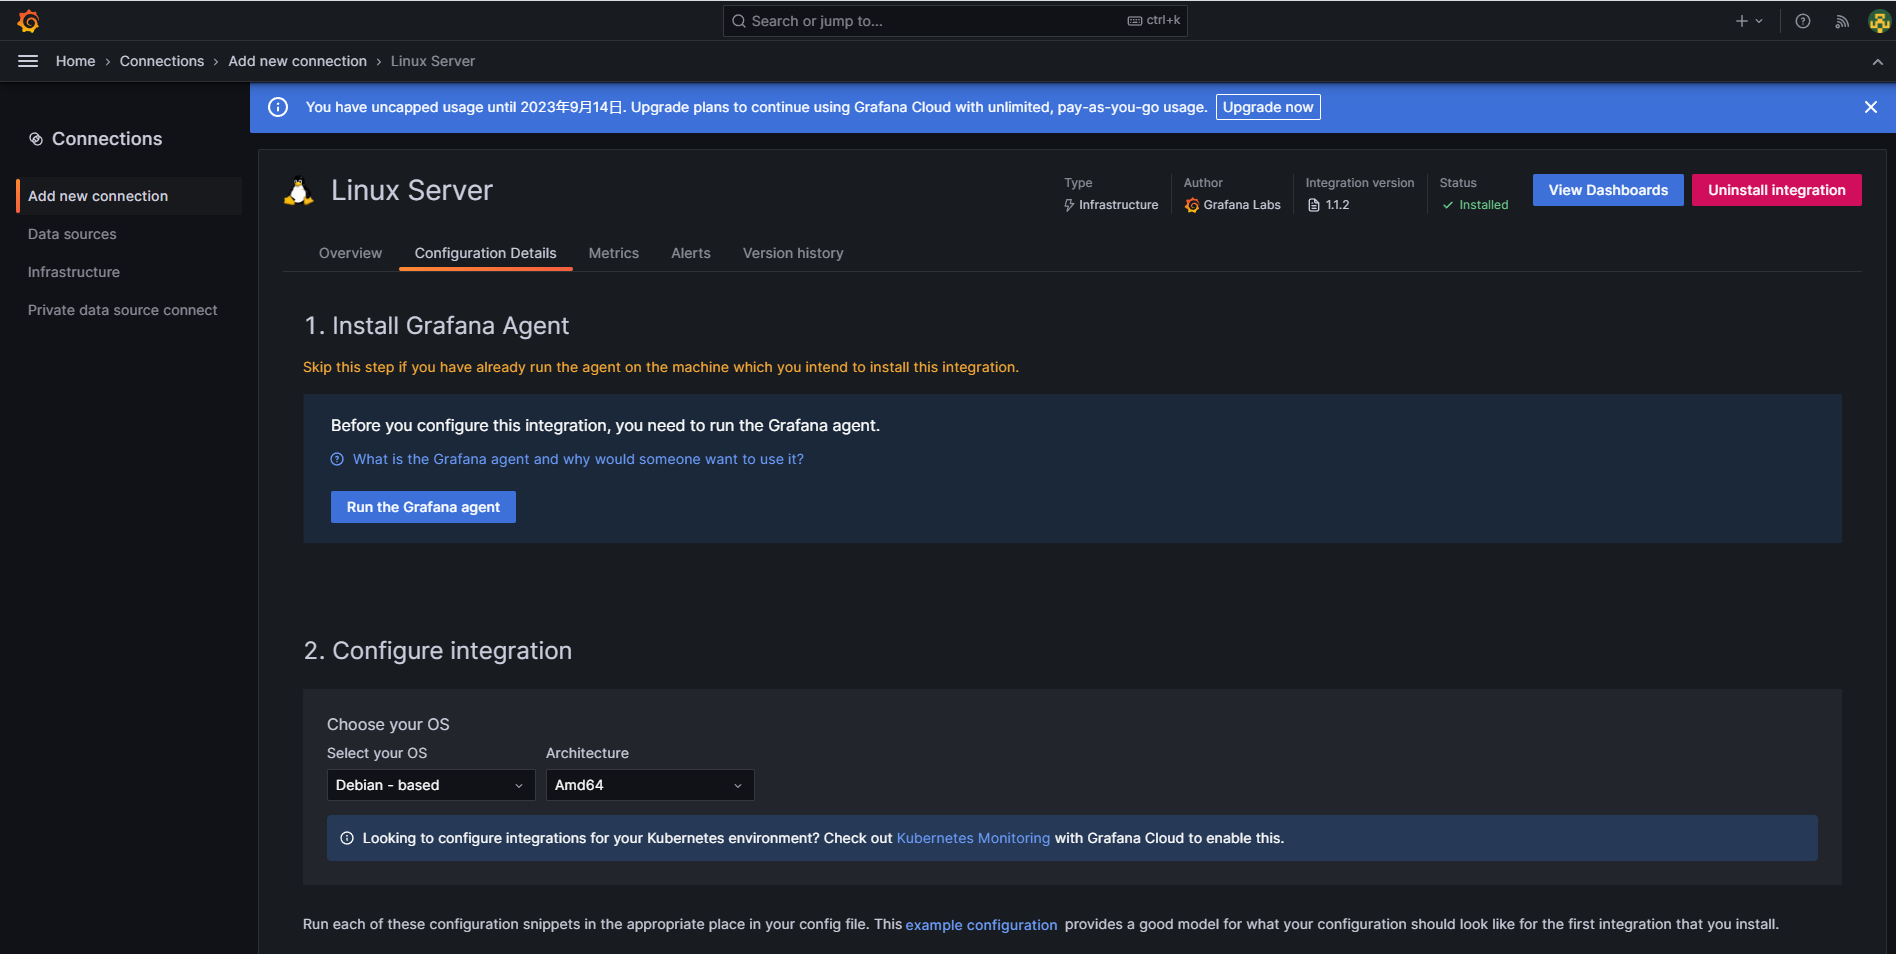 Search or jump to...
ctrl+k
Home › Connections › Add new connection › Linux Server
You have uncapped usage until 2023年9月14日. Upgrade plans to continue using Grafana Cloud with unlimited, pay-as-you-go usage. Upgrade now
Connections
Add new connection
Data sources
Infrastructure
Private data source connect
Linux Server
Type
Infrastructure
Author
Grafana Labs
Integration version
1.1.2
Status
Installed
View Dashboards
Uninstall integration
Overview
Configuration Details
Metrics
Alerts
Version history
1. Install Grafana Agent
Skip this step if you have already run the agent on the machine which you intend to install this integration.
Before you configure this integration, you need to run the Grafana agent.
What is the Grafana agent and why would someone want to use it?
Run the Grafana agent
2. Configure integration
Choose your OS
Select your OS
Architecture
Debian - based
Amd64
Looking to configure integrations for your Kubernetes environment? Check out Kubernetes Monitoring with Grafana Cloud to enable this.
Run each of these configuration snippets in the appropriate place in your config file. This example configuration provides a good model for what your configuration should look like for the first integration that you install.